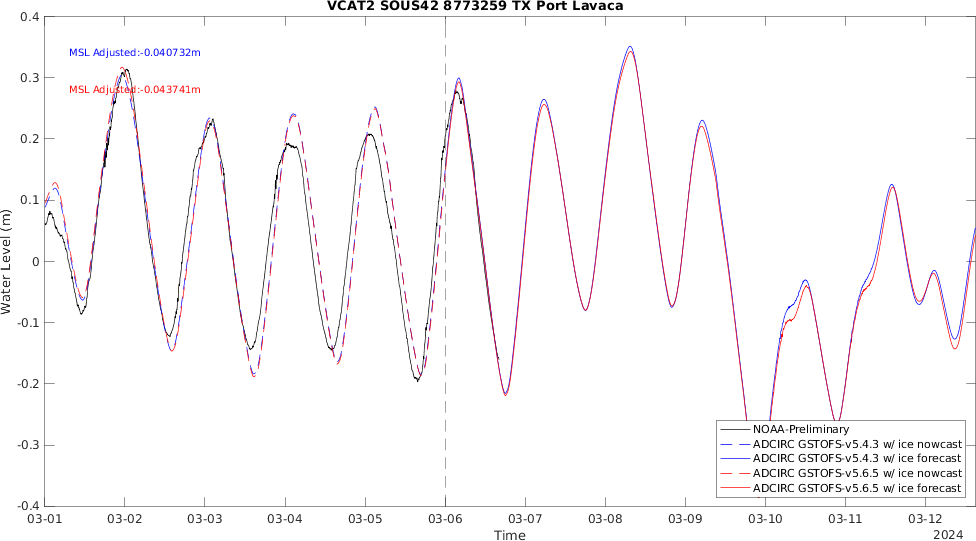 VCAT2 SOUS42 8773259 TX Port Lavaca
0.4
MSL Adjusted:-0.040732m
0.3
MSL Adjusted:-0.043741m
0.2
0.1
0
-0.1
-0.2
-0.3
-0.4
Water Level (m)
NOAA-Preliminary
ADCIRC GSTOFS-v5.4.3 w/ ice nowcast
ADCIRC GSTOFS-v5.4.3 w/ ice forecast
ADCIRC GSTOFS-v5.6.5 w/ ice nowcast
ADCIRC GSTOFS-v5.6.5 w/ ice forecast
03-01 03-02 03-03 03-04 03-05 03-06 03-07 03-08 03-09 03-10 03-11 03-12
Time
2024